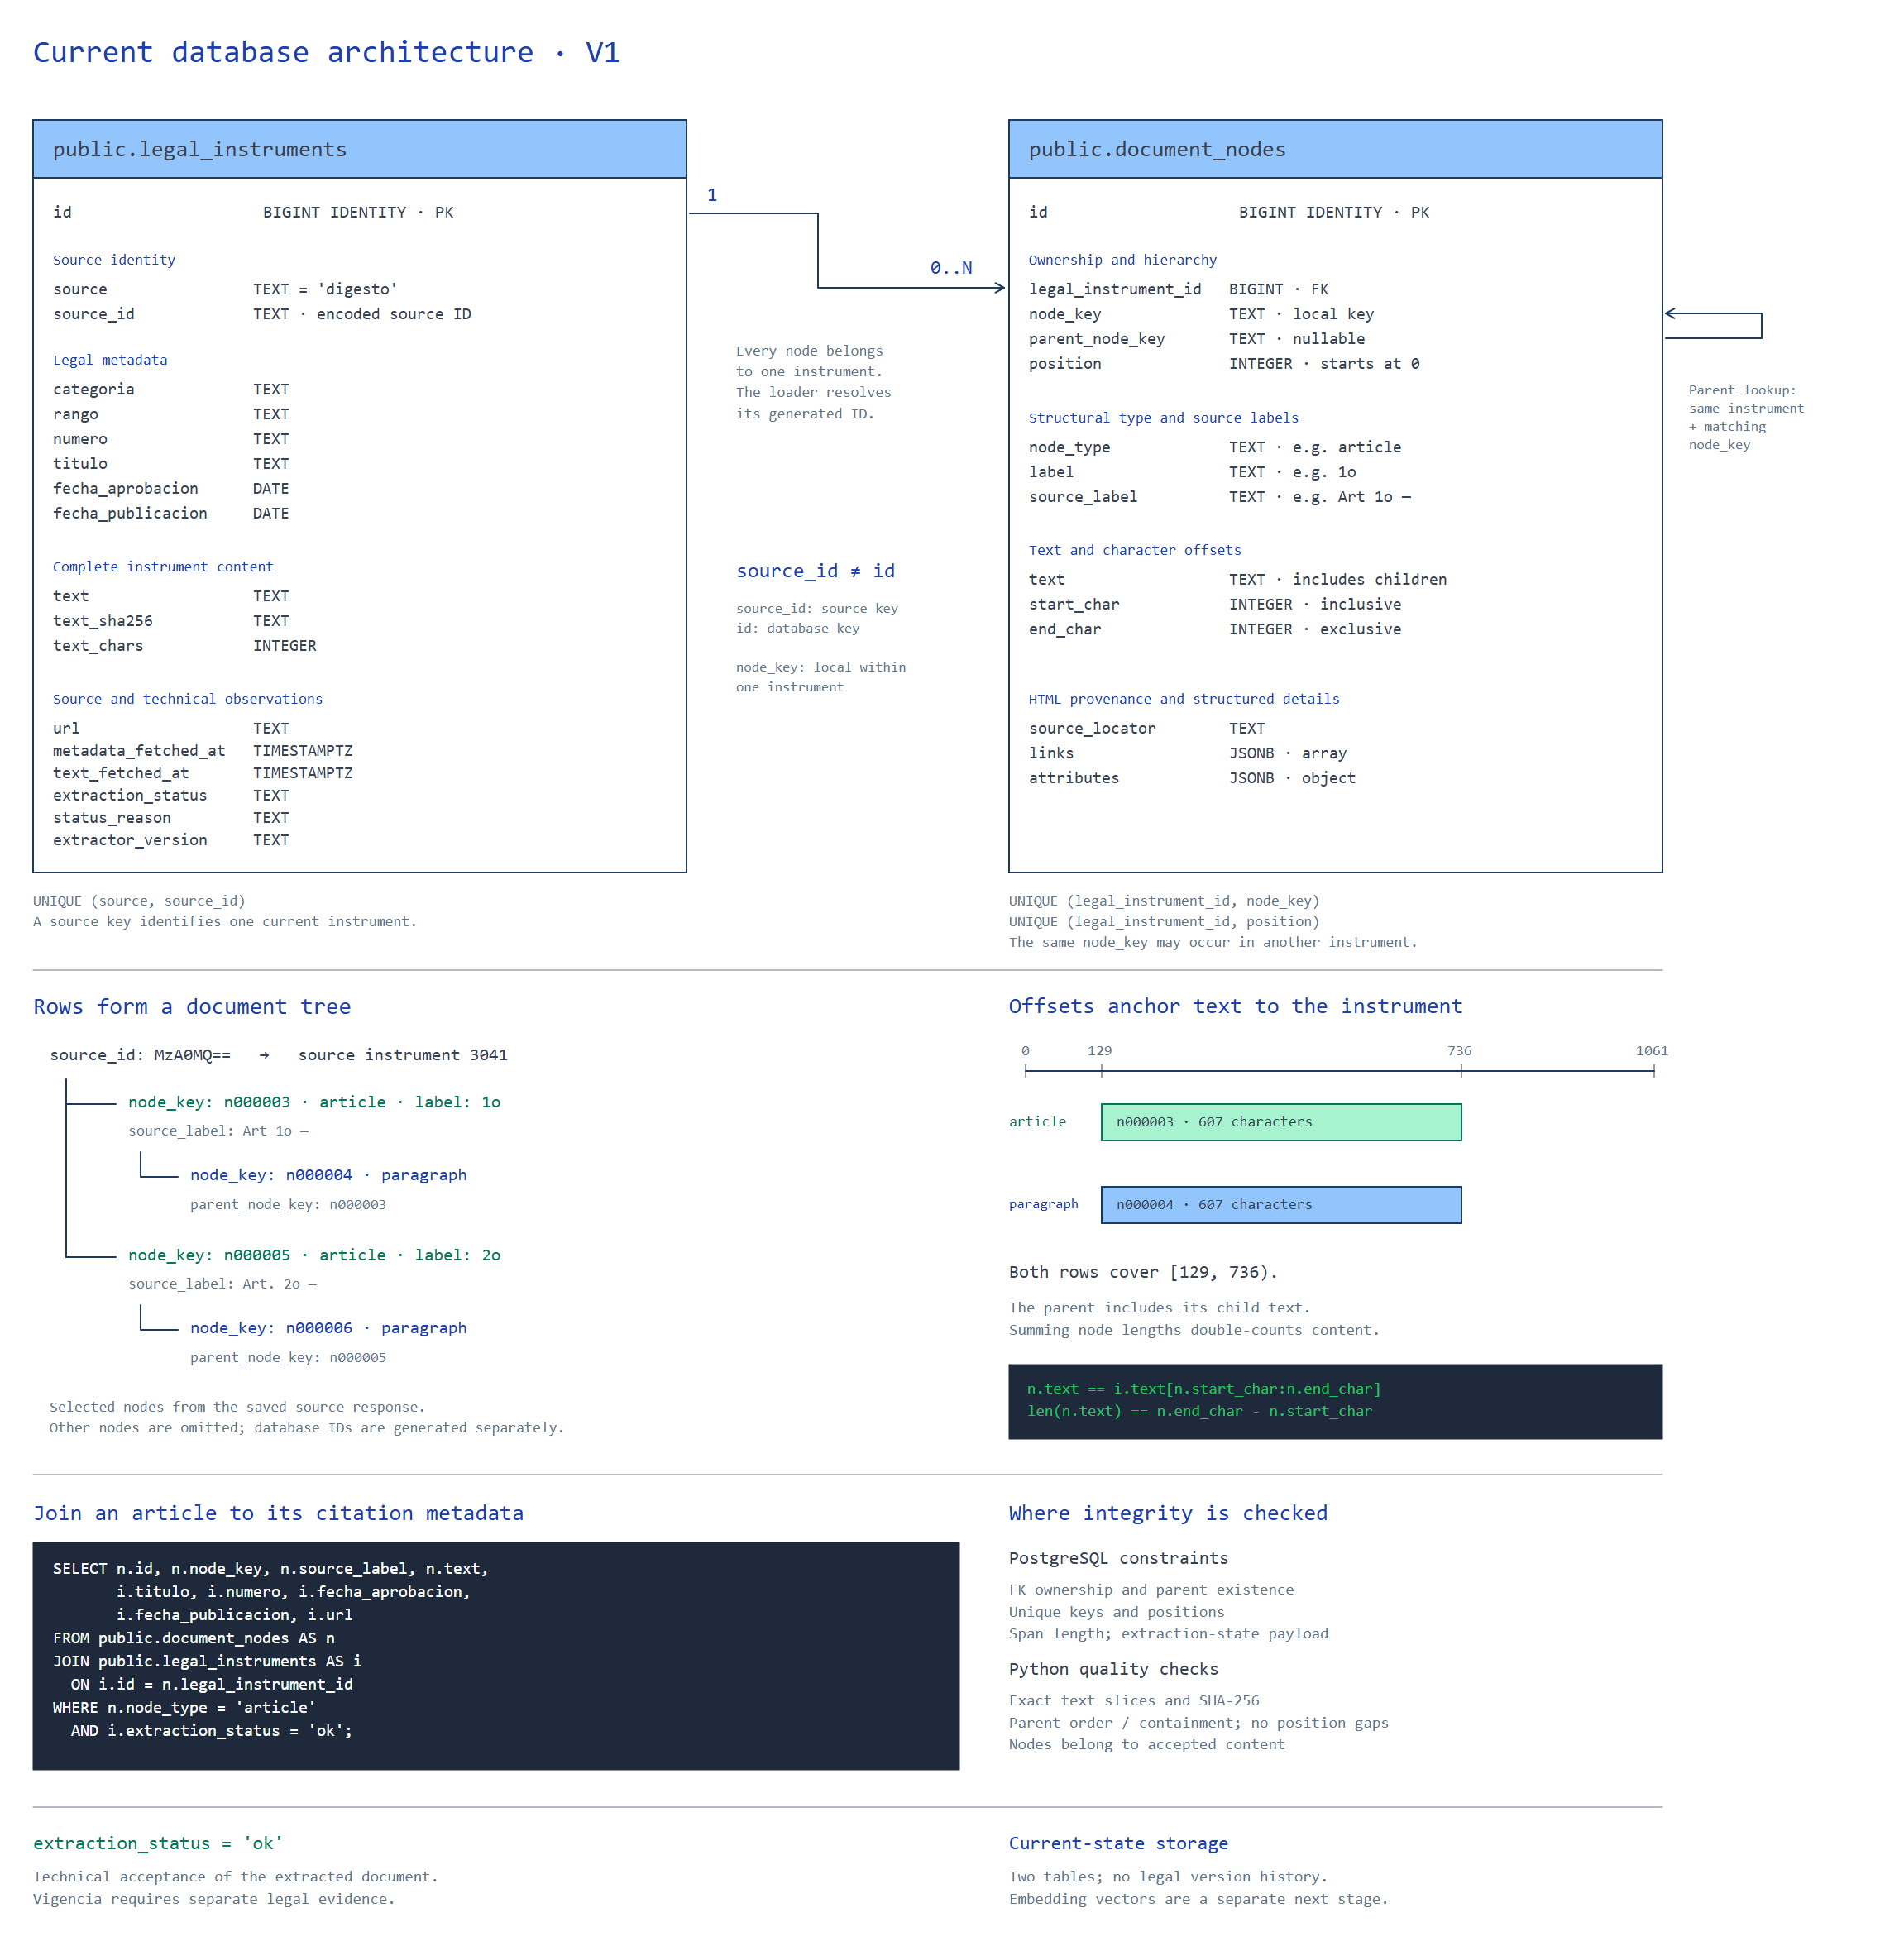 Current database architecture · V1
public.legal_instruments
id BIGINT IDENTITY · PK
Source identity
source TEXT = 'digesto'
source_id TEXT · encoded source ID
Legal metadata
categoria TEXT
rango TEXT
numero TEXT
titulo TEXT
fecha_aprobacion DATE
fecha_publicacion DATE
Complete instrument content
text TEXT
text_sha256 TEXT
text_chars INTEGER
Source and technical observations
url TEXT
metadata_fetched_at TIMESTAMPTZ
text_fetched_at TIMESTAMPTZ
extraction_status TEXT
status_reason TEXT
extractor_version TEXT
UNIQUE (source, source_id)
A source key identifies one current instrument.
1
0..N
Every node belongs
to one instrument.
The loader resolves
its generated ID.
source_id ≠ id
source_id: source key
id: database key
node_key: local within
one instrument
public.document_nodes
id BIGINT IDENTITY · PK
Ownership and hierarchy
legal_instrument_id BIGINT · FK
node_key TEXT · local key
parent_node_key TEXT · nullable
position INTEGER · starts at 0
Structural type and source labels
node_type TEXT · e.g. article
label TEXT · e.g. 1o
source_label TEXT · e.g. Art 1o —
Text and character offsets
text TEXT · includes children
start_char INTEGER · inclusive
end_char INTEGER · exclusive
HTML provenance and structured details
source_locator TEXT
links JSONB · array
attributes JSONB · object
UNIQUE (legal_instrument_id, node_key)
UNIQUE (legal_instrument_id, position)
The same node_key may occur in another instrument.
Parent lookup:
same instrument
+ matching
node_key
Rows form a document tree
source_id: MzA0MQ== → source instrument 3041
node_key: n000003 · article · label: 1o
source_label: Art 1o —
node_key: n000004 · paragraph
parent_node_key: n000003
node_key: n000005 · article · label: 2o
source_label: Art. 2o —
node_key: n000006 · paragraph
parent_node_key: n000005
Selected nodes from the saved source response.
Other nodes are omitted; database IDs are generated separately.
Offsets anchor text to the instrument
0 129 736 1061
article n000003 · 607 characters
paragraph n000004 · 607 characters
Both rows cover [129, 736).
The parent includes its child text.
Summing node lengths double-counts content.
n.text == i.text[n.start_char:n.end_char]
len(n.text) == n.end_char - n.start_char
Join an article to its citation metadata
SELECT n.id, n.node_key, n.source_label, n.text,
i.titulo, i.numero, i.fecha_aprobacion,
i.fecha_publicacion, i.url
FROM public.document_nodes AS n
JOIN public.legal_instruments AS i
ON i.id = n.legal_instrument_id
WHERE n.node_type = 'article'
AND i.extraction_status = 'ok';
Where integrity is checked
PostgreSQL constraints
FK ownership and parent existence
Unique keys and positions
Span length; extraction-state payload
Python quality checks
Exact text slices and SHA-256
Parent order / containment; no position gaps
Nodes belong to accepted content
extraction_status = 'ok'
Technical acceptance of the extracted document.
Vigencia requires separate legal evidence.
Current-state storage
Two tables; no legal version history.
Embedding vectors are a separate next stage.